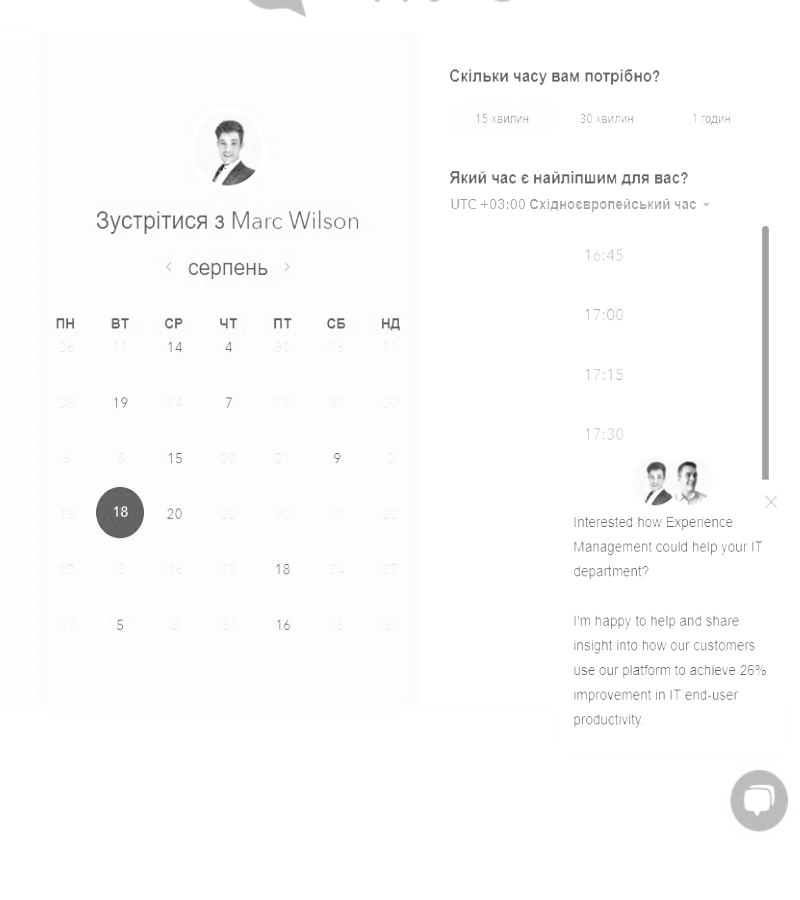 Зустрітися з Marc Wilson
серпень
ПН ВТ СР ЧТ ПТ СБ НД
26 11 14 4 30 16 11
28 19 14 7 31 20
6 8 15 20 21 9 2
15 18 20 22 30 22
12 3 16 13 18 24 27
17 5 2 31 16 31
Скільки часу вам потрібно?
15 хвилин 30 хвилин 1 годин
Який час є найліпшим для вас?
UTC +03:00 Східноєвропейський час
16:45
17:00
17:15
17:30
Interested how Experience
Management could help your IT
department?
I'm happy to help and share
insight into how our customers
use our platform to achieve 26%
improvement in IT end-user
productivity.